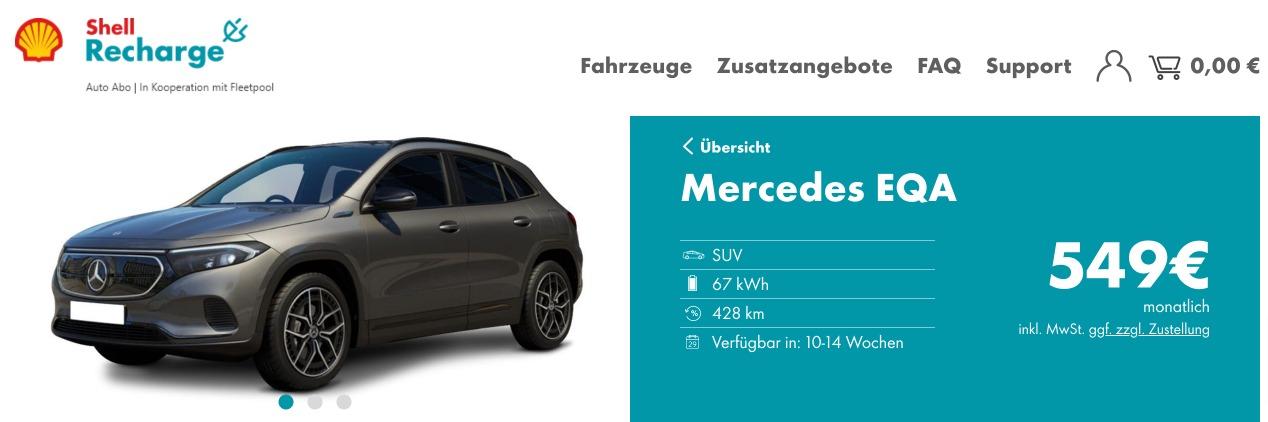 Shell
Recharge
Auto Abo | In Kooperation mit Fleetpool
Fahrzeuge Zusatzangebote FAQ Support 0,00 €
Übersicht
Mercedes EQA
SUV
67 kWh
% 428 km
29 Verfügbar in: 10-14 Wochen
549€
monatlich
inkl. MwSt. ggf. zzgl. Zustellung